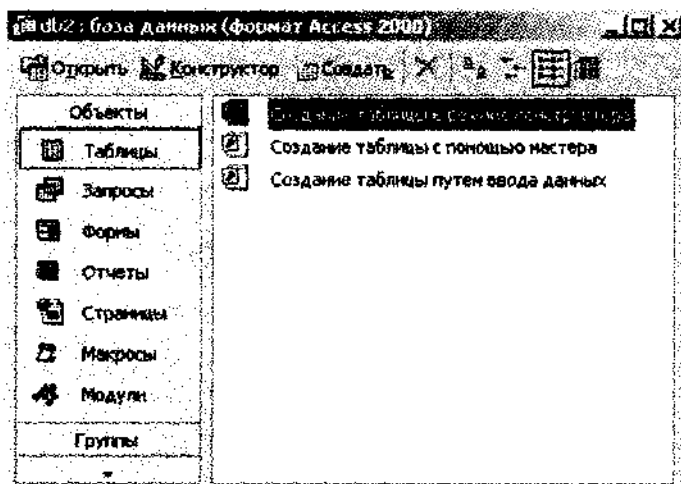 db2 : база данных (формат Access 2000)
Открыть Конструктор Создать
Объекты
Таблицы
Запросы
Формы
Отчеты
Страницы
Макросы
Модули
Группы
Создание таблицы в режиме конструктора
Создание таблицы с помощью мастера
Создание таблицы путем ввода данных